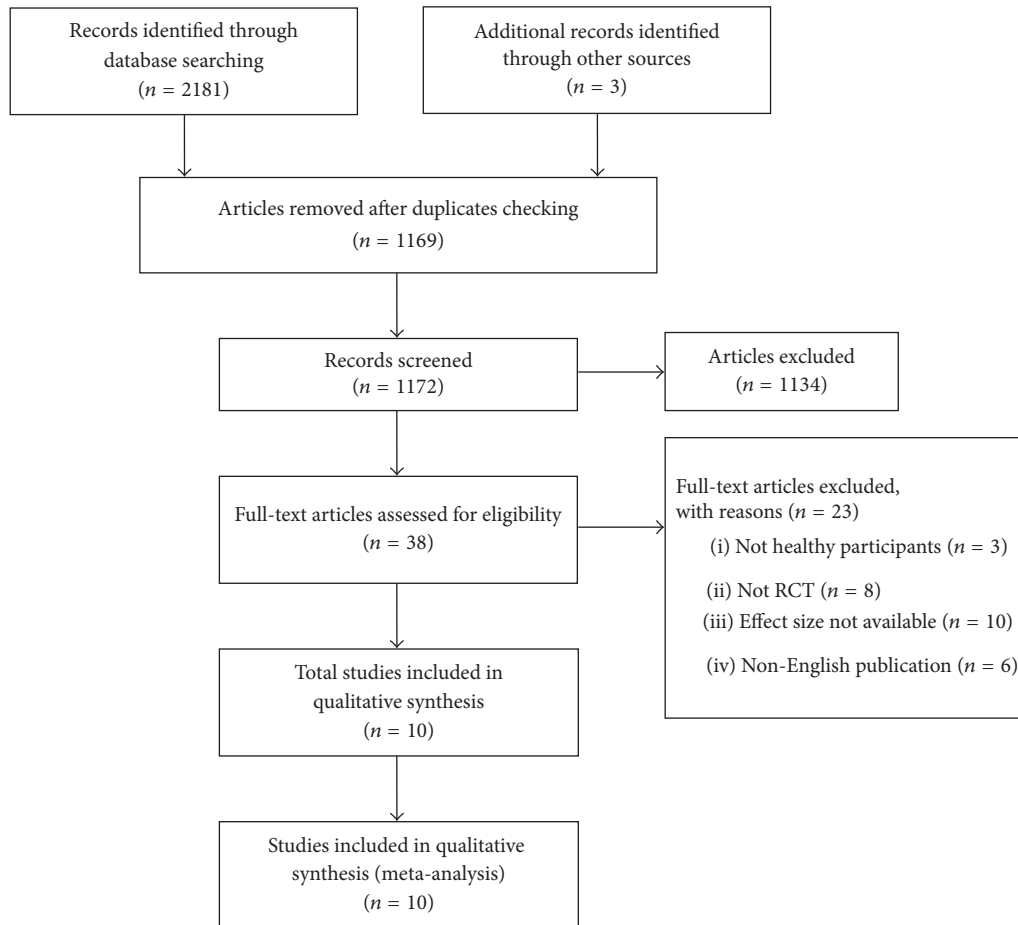 Records identified through
database searching
(n = 2181)
Additional records identified
through other sources
(n = 3)
Articles removed after duplicates checking
(n = 1169)
Records screened
(n = 1172)
Articles excluded
(n = 1134)
Full-text articles assessed for eligibility
(n = 38)
Full-text articles excluded,
with reasons (n = 23)
(i) Not healthy participants (n = 3)
(ii) Not RCT (n = 8)
(iii) Effect size not available (n = 10)
(iv) Non-English publication (n = 6)
Total studies included in
qualitative synthesis
(n = 10)
Studies included in qualitative
synthesis (meta-analysis)
(n = 10)